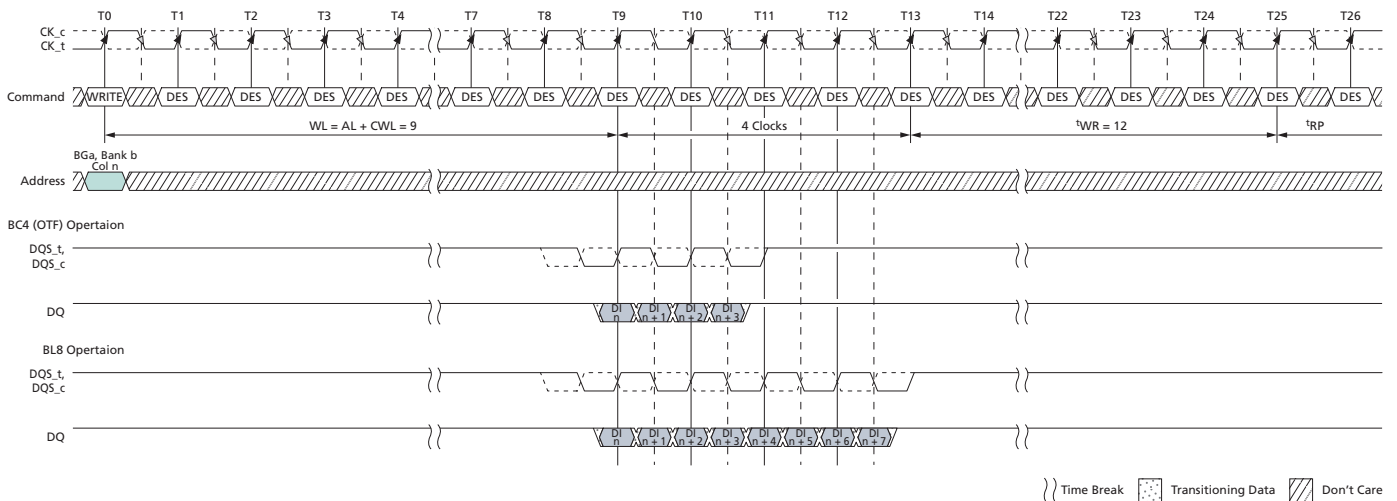 T0 T1 T2 T3 T4 T7 T8 T9 T10 T11 T12 T13 T14 T22 T23 T24 T25 T26
CK_c
CK_t
Command WRITE DES DES DES DES DES DES DES DES DES DES DES DES DES DES DES DES DES
WL = AL + CWL = 9 4 Clocks tWR = 12 tRP
BGa, Bank b
Col n
Address
BC4 (OTF) Opertaion
DQS_t,
DQS_c
DQ DI n DI n + 1 DI n + 2 DI n + 3
BL8 Opertaion
DQS_t,
DQS_c
DQ DI n DI n + 1 DI n + 2 DI n + 3 DI n + 4 DI n + 5 DI n + 6 DI n + 7
Time Break Transitioning Data Don't Care